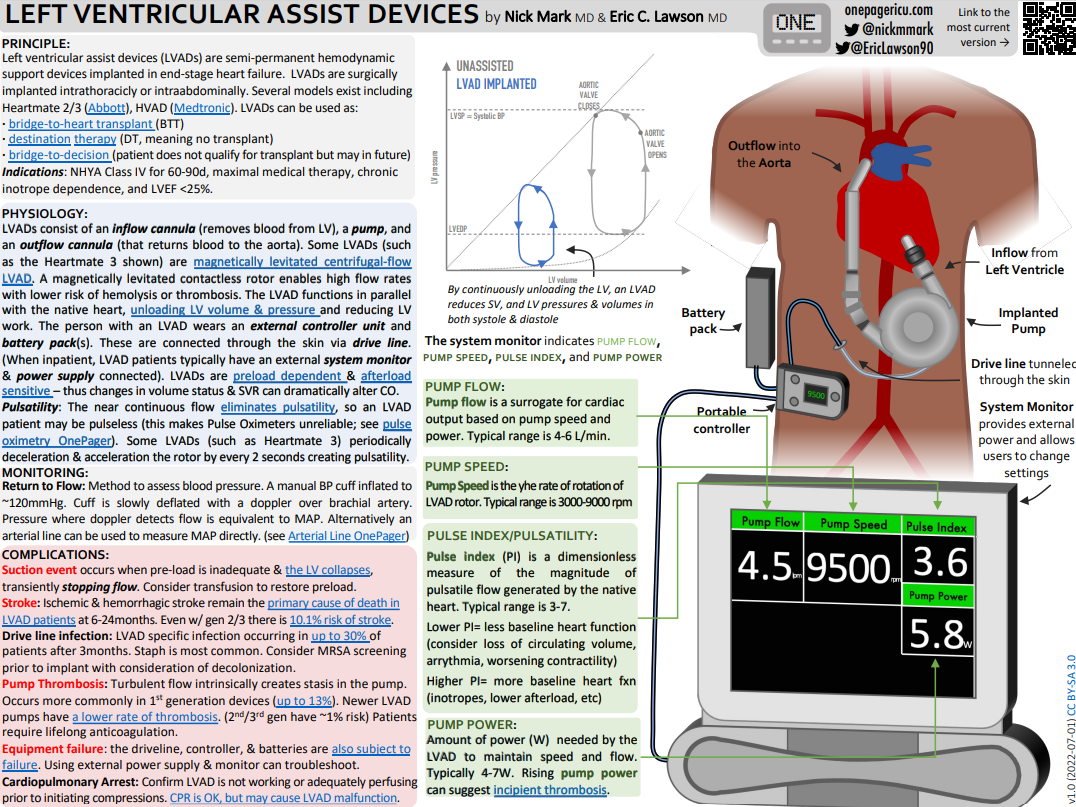 LEFT VENTRICULAR ASSIST DEVICES by Nick Mark MD & Eric C. Lawson MD
ONE
onepagericu.com
@nickmmark
@EricLawson90
Link to the
most current
version →
PRINCIPLE:
Left ventricular assist devices (LVADs) are semi-permanent hemodynamic
support devices implanted in end-stage heart failure. LVADs are surgically
implanted intrathoracicly or intraabdominally. Several models exist including
Heartmate 2/3 (Abbott), HVAD (Medtronic). LVADs can be used as:
· bridge-to-heart transplant (BTT)
· destination therapy (DT, meaning no transplant)
· bridge-to-decision (patient does not qualify for transplant but may in future)
Indications: NHYA Class IV for 60-90d, maximal medical therapy, chronic
inotrope dependence, and LVEF <25%.
PHYSIOLOGY:
LVADs consist of an inflow cannula (removes blood from LV), a pump, and
an outflow cannula (that returns blood to the aorta). Some LVADs (such
as the Heartmate 3 shown) are magnetically levitated centrifugal-flow
LVAD. A magnetically levitated contactless rotor enables high flow rates
with lower risk of hemolysis or thrombosis. The LVAD functions in parallel
with the native heart, unloading LV volume & pressure and reducing LV
work. The person with an LVAD wears an external controller unit and
battery pack(s). These are connected through the skin via drive line.
(When inpatient, LVAD patients typically have an external system monitor
& power supply connected). LVADs are preload dependent & afterload
sensitive – thus changes in volume status & SVR can dramatically alter CO.
Pulsatility: The near continuous flow eliminates pulsatility, so an LVAD
patient may be pulseless (this makes Pulse Oximeters unreliable; see pulse
oximetry OnePager). Some LVADs (such as Heartmate 3) periodically
deceleration & acceleration the rotor by every 2 seconds creating pulsatility.
MONITORING:
Return to Flow: Method to assess blood pressure. A manual BP cuff inflated to
~120mmHg. Cuff is slowly deflated with a doppler over brachial artery.
Pressure where doppler detects flow is equivalent to MAP. Alternatively an
arterial line can be used to measure MAP directly. (see Arterial Line OnePager)
COMPLICATIONS:
Suction event occurs when pre-load is inadequate & the LV collapses,
transiently stopping flow. Consider transfusion to restore preload.
Stroke: Ischemic & hemorrhagic stroke remain the primary cause of death in
LVAD patients at 6-24months. Even w/ gen 2/3 there is 10.1% risk of stroke.
Drive line infection: LVAD specific infection occurring in up to 30% of
patients after 3months. Staph is most common. Consider MRSA screening
prior to implant with consideration of decolonization.
Pump Thrombosis: Turbulent flow intrinsically creates stasis in the pump.
Occurs more commonly in 1st generation devices (up to 13%). Newer LVAD
pumps have a lower rate of thrombosis. (2nd/3rd gen have ~1% risk) Patients
require lifelong anticoagulation.
Equipment failure: the driveline, controller, & batteries are also subject to
failure. Using external power supply & monitor can troubleshoot.
Cardiopulmonary Arrest: Confirm LVAD is not working or adequately perfusing
prior to initiating compressions. CPR is OK, but may cause LVAD malfunction.
UNASSISTED
LVAD IMPLANTED
AORTIC
VALVE
CLOSES
LVSP = Systolic BP
AORTIC
VALVE
OPENS
LV pressure
LVEDP
LV volume
By continuously unloading the LV, an LVAD
reduces SV, and LV pressures & volumes in
both systole & diastole
The system monitor indicates PUMP FLOW,
PUMP SPEED, PULSE INDEX, and PUMP POWER
PUMP FLOW:
Pump flow is a surrogate for cardiac
output based on pump speed and
power. Typical range is 4-6 L/min.
PUMP SPEED:
Pump Speed is the yhe rate of rotation of
LVAD rotor. Typical range is 3000-9000 rpm
PULSE INDEX/PULSATILITY:
Pulse index (PI) is a dimensionless
measure of the magnitude of
pulsatile flow generated by the native
heart. Typical range is 3-7.
Lower PI= less baseline heart function
(consider loss of circulating volume,
arrythmia, worsening contractility)
Higher PI= more baseline heart fxn
(inotropes, lower afterload, etc)
PUMP POWER:
Amount of power (W) needed by the
LVAD to maintain speed and flow.
Typically 4-7W. Rising pump power
can suggest incipient thrombosis.
Outflow into
the Aorta
Inflow from
Left Ventricle
Battery
pack
Implanted
Pump
Drive line tunneled
through the skin
9500
Portable
controller
System Monitor
provides external
power and allows
users to change
settings
Pump Flow
Pump Speed
Pulse Index
4.5 lpm
9500 rpm
3.6
Pump Power
5.8 W
v1.0 (2022-07-01) CC BY-SA 3.0